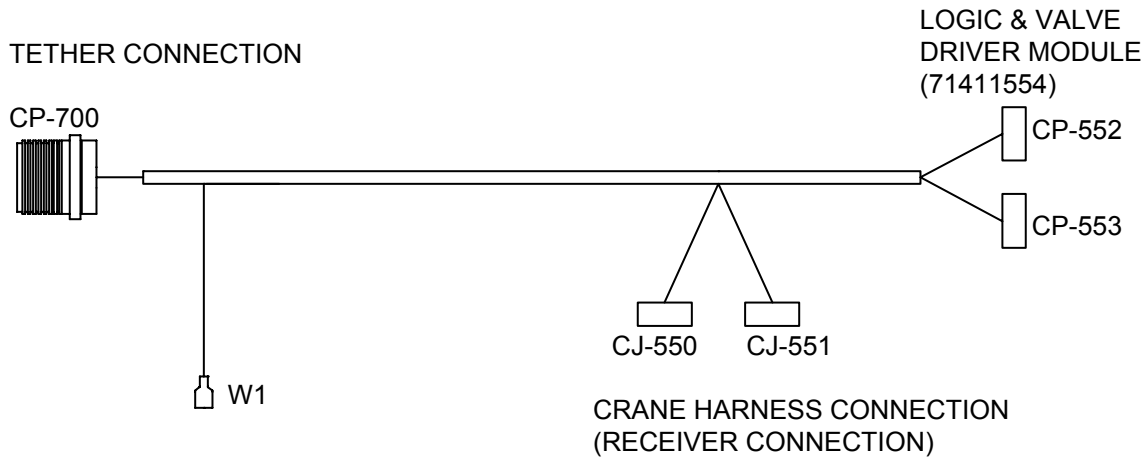 TETHER CONNECTION
LOGIC & VALVE
DRIVER MODULE
(71411554)
CP-700
CP-552
CP-553
CJ-550
CJ-551
W1
CRANE HARNESS CONNECTION
(RECEIVER CONNECTION)